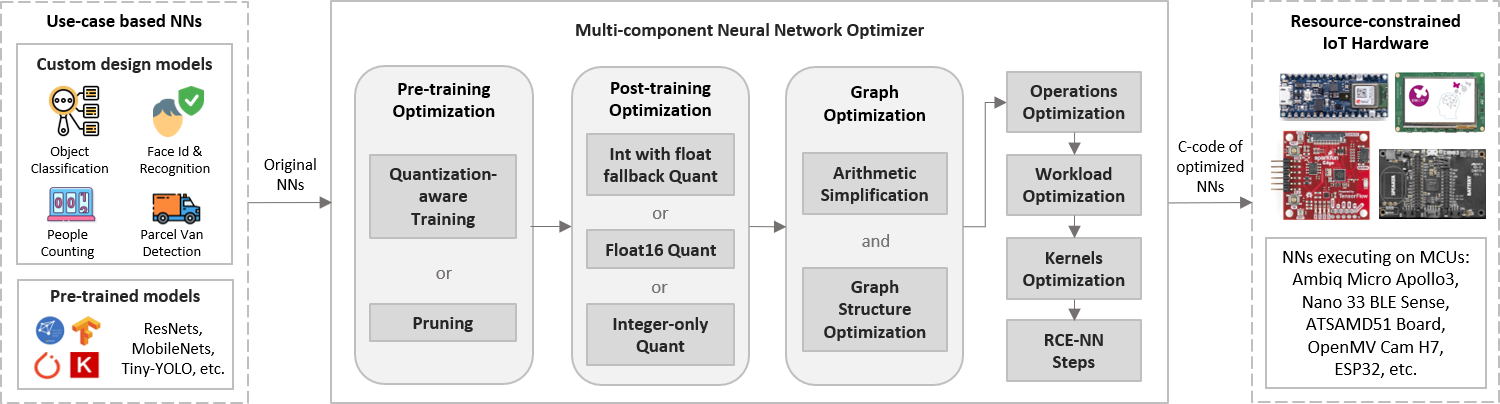 Use-case based NNs
Custom design models
Object
Classification
Face Id &
Recognition
People
Counting
Parcel Van
Detection
Pre-trained models
ResNets,
MobileNets,
Tiny-YOLO, etc.
K
Original
NNs
Multi-component Neural Network Optimizer
Pre-training
Optimization
Quantization-
aware
Training
or
Pruning
Post-training
Optimization
Int with float
fallback Quant
or
Float16 Quant
or
Integer-only
Quant
Graph
Optimization
Arithmetic
Simplification
and
Graph
Structure
Optimization
Operations
Optimization
Workload
Optimization
Kernels
Optimization
RCE-NN
Steps
C-code of
optimized
NNs
Resource-constrained
IoT Hardware
sparkfun
Edge
TensorFlow
SPEAKER
BATTERY
NNs executing on MCUs:
Ambiq Micro Apollo3,
Nano 33 BLE Sense,
ATSAMD51 Board,
OpenMV Cam H7,
ESP32, etc.